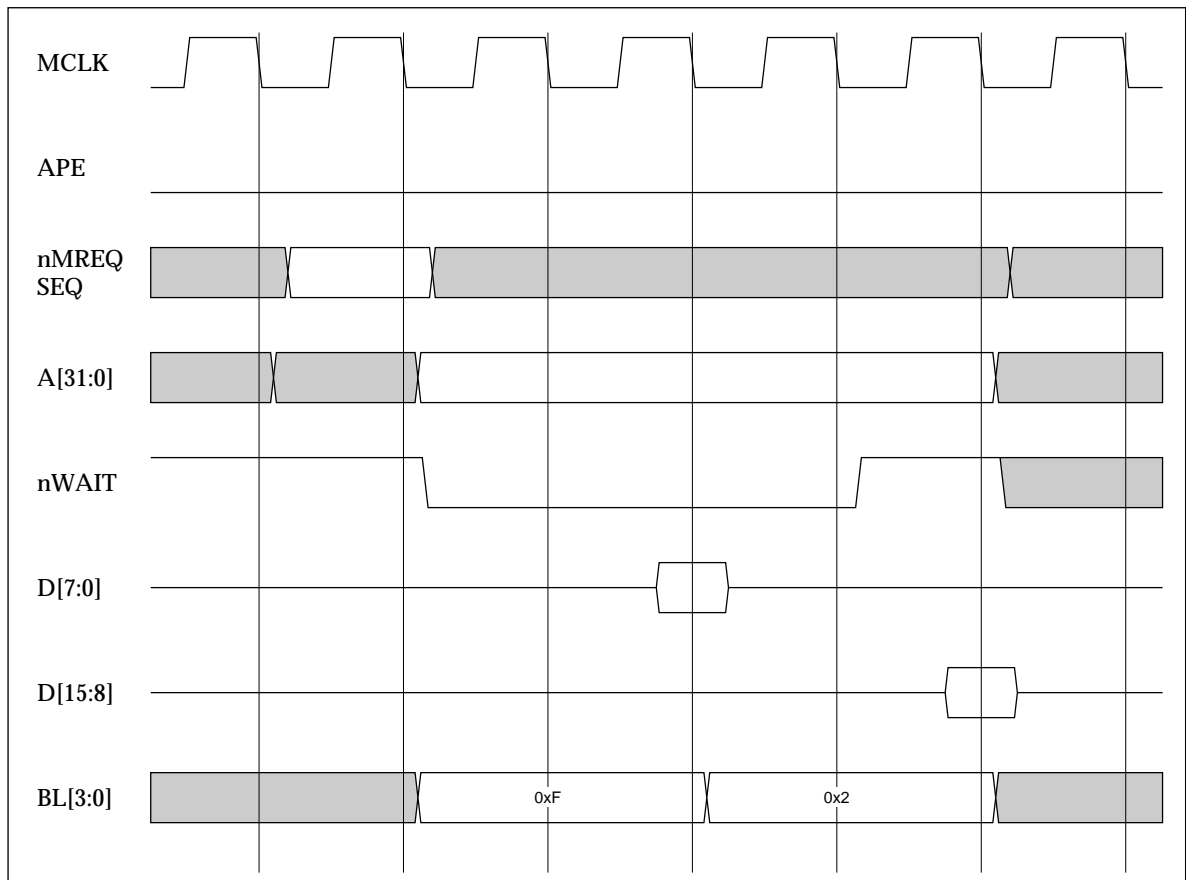 MCLK
APE
nMREQ
SEQ
A[31:0]
nWAIT
D[7:0]
D[15:8]
BL[3:0]
0xF
0x2